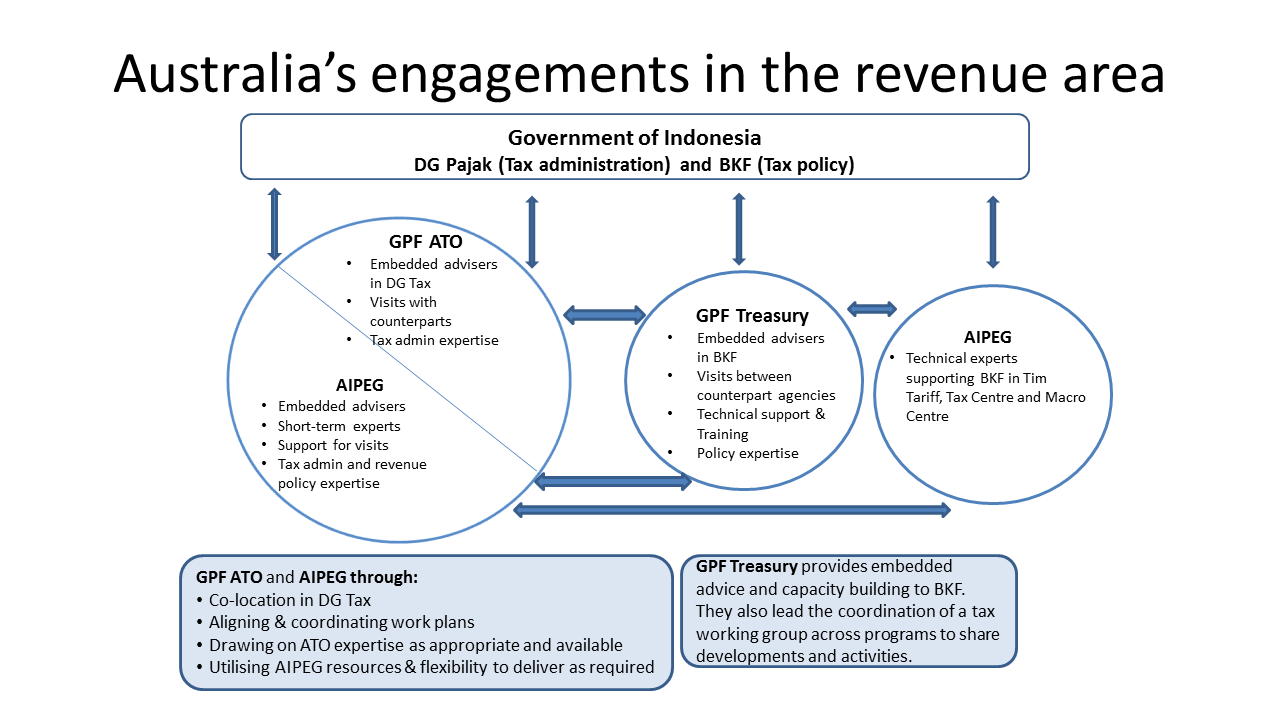 Australia's engagements in the revenue area
Government of Indonesia
DG Pajak (Tax administration) and BKF (Tax policy)
GPF ATO
• Embedded advisers
in DG Tax
• Visits with
counterparts
• Tax admin expertise
AIPEG
• Embedded advisers
• Short-term experts
• Support for visits
• Tax admin and revenue
policy expertise
GPF Treasury
• Embedded advisers
in BKF
• Visits between
counterpart agencies
• Technical support &
Training
• Policy expertise
AIPEG
• Technical experts
supporting BKF in Tim
Tariff, Tax Centre and Macro
Centre
GPF ATO and AIPEG through:
• Co-location in DG Tax
• Aligning & coordinating work plans
• Drawing on ATO expertise as appropriate and available
• Utilising AIPEG resources & flexibility to deliver as required
GPF Treasury provides embedded
advice and capacity building to BKF.
They also lead the coordination of a tax
working group across programs to share
developments and activities.